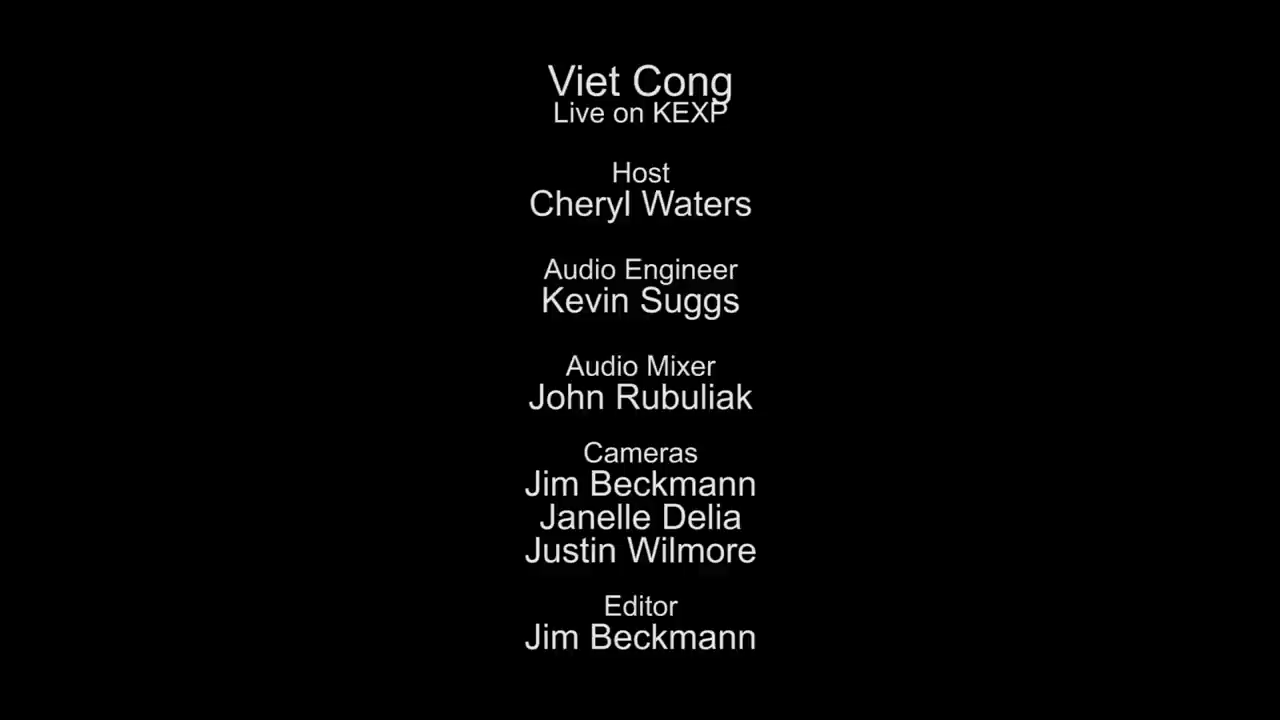 Viet Cong
Live on KEXP
Host
Cheryl Waters
Audio Engineer
Kevin Suggs
Audio Mixer
John Rubuliak
Cameras
Jim Beckmann
Janelle Delia
Justin Wilmore
Editor
Jim Beckmann